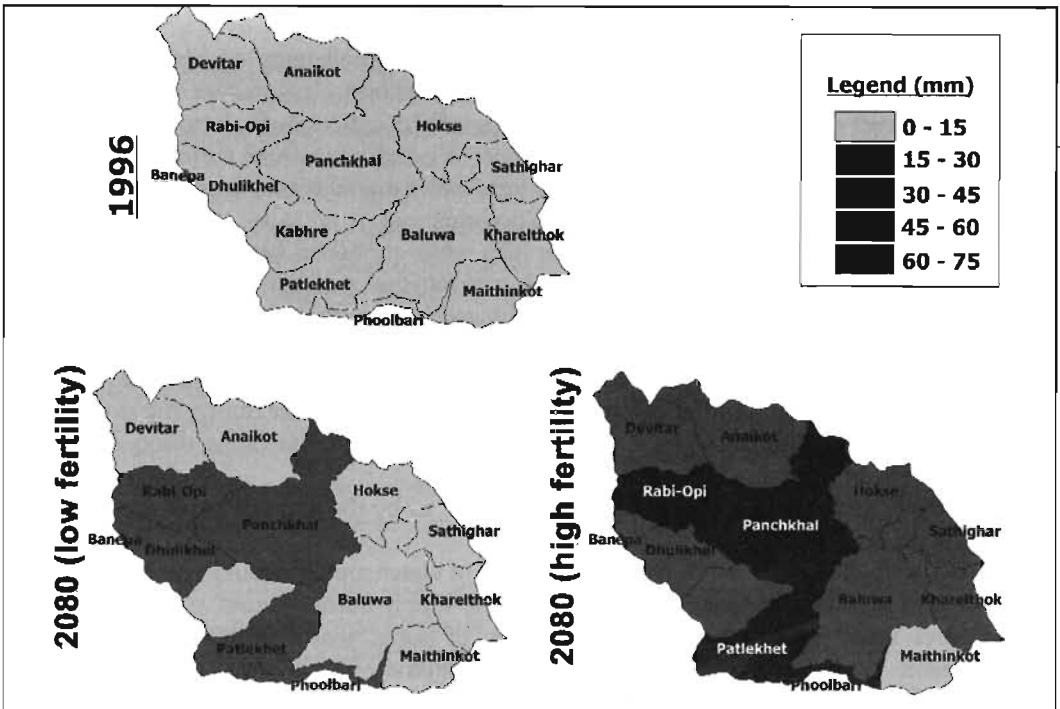 1996
Devitar
Anaikot
Rabi-Opi
Hokse
Panchkhal
Sathighar
Banepa
Dhulikhel
Kabhre
Baluwa
Kharelthok
Patlekhet
Maithinkot
Phoolbari
Legend (mm)
0 - 15
15 - 30
30 - 45
45 - 60
60 - 75
2080 (low fertility)
Devitar
Anaikot
Rabi-Opi
Hokse
Panchkhal
Sathighar
Banepa
Dhulikhel
Baluwa
Kharelthok
Patlekhet
Maithinkot
Phoolbari
2080 (high fertility)
Devitar
Anaikot
Rabi-Opi
Hokse
Panchkhal
Sathighar
Banepa
Dhulikhel
Baluwa
Kharelthok
Patlekhet
Maithinkot
Phoolbari